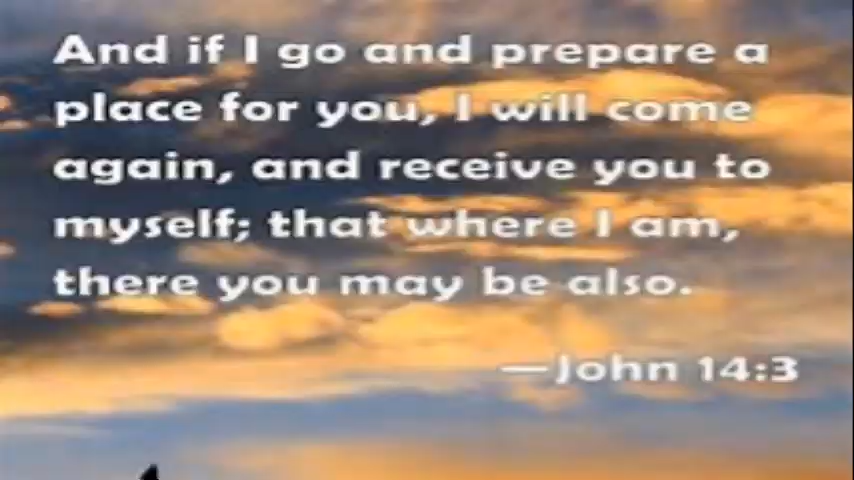 And if I go and prepare a
place for you, I will come
again, and receive you to
myself; that where I am,
there you may be also.
—John 14:3